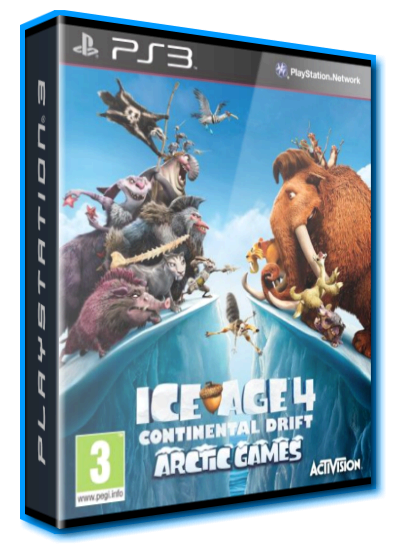 PS3
PlayStation®Network
PLAYSTATION®3
ICE AGE 4
CONTINENTAL DRIFT
ARCTIC GAMES
3
www.pegi.info
ACTIVISION